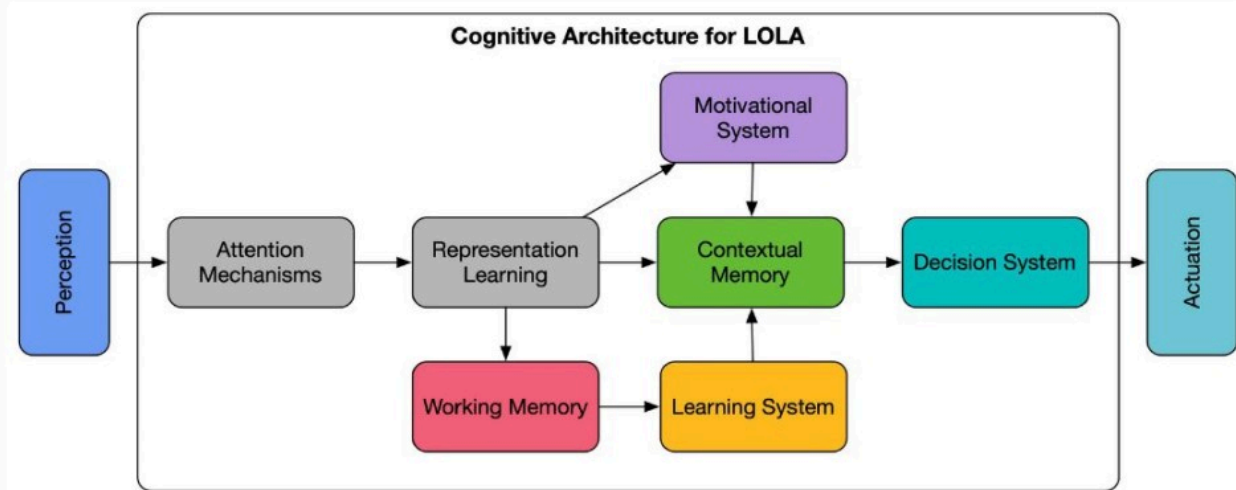 Cognitive Architecture for LOLA
Motivational
System
Perception
Attention
Mechanisms
Representation
Learning
Contextual
Memory
Decision System
Actuation
Working Memory
Learning System